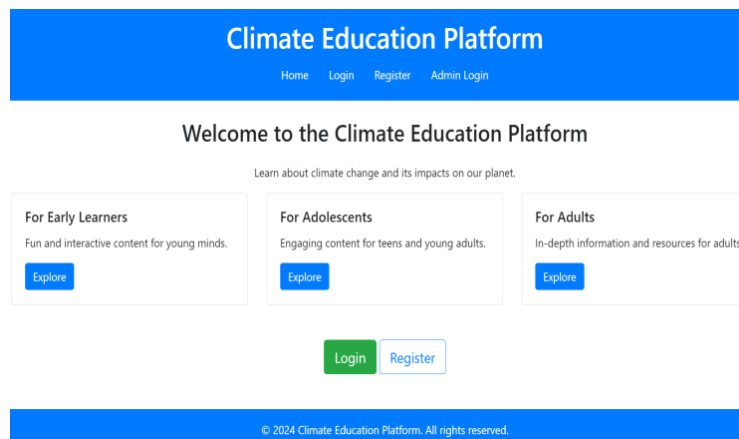 Climate Education Platform
Home Login Register Admin Login
Welcome to the Climate Education Platform
Learn about climate change and its impacts on our planet.
For Early Learners
Fun and interactive content for young minds.
Explore
For Adolescents
Engaging content for teens and young adults.
Explore
For Adults
In-depth information and resources for adults
Explore
Login Register
© 2024 Climate Education Platform. All rights reserved.